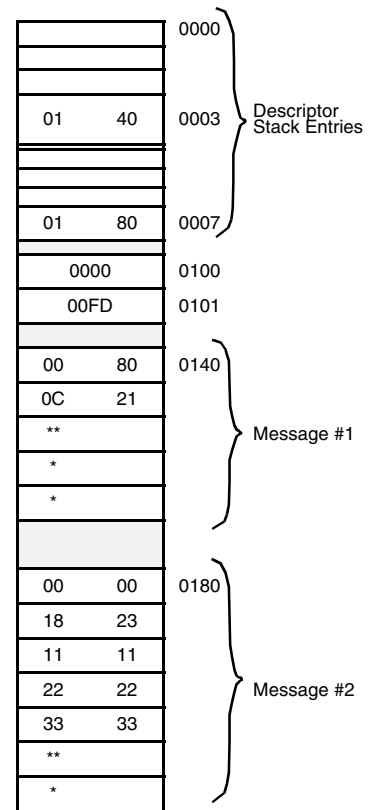 0000
01 40 0003
Descriptor
Stack Entries
01 80 0007
0000 0100
00FD 0101
00 80 0140
0C 21
**
Message #1
*
*
00 00 0180
18 23
11 11
22 22
Message #2
33 33
**
*